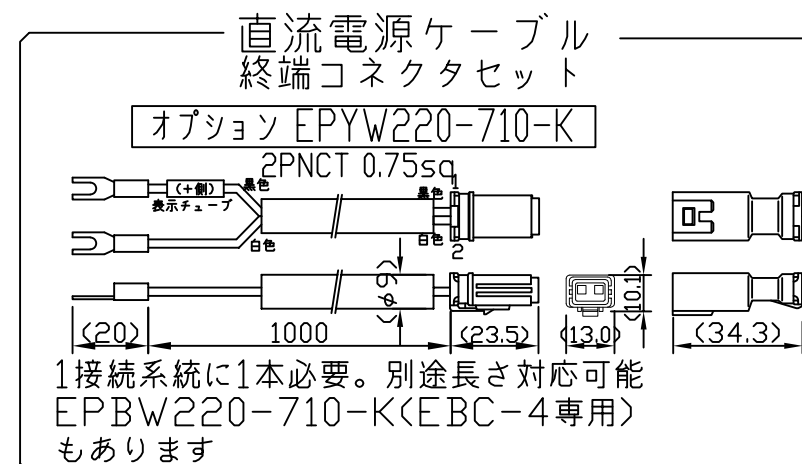 直流電源ケーブル
終端コネクタセット
オプション EPYW220-710-K
2PNCT 0.75sq
(+側)
黒色
表示チューブ
白色
黒色
1
白色
2
(φ9)
(10.1)
(20)
1000
(23.5)
(13.0)
(34.3)
1接続系統に1本必要。別途長さ対応可能
EPBW220-710-K(EBC-4専用)
もあります